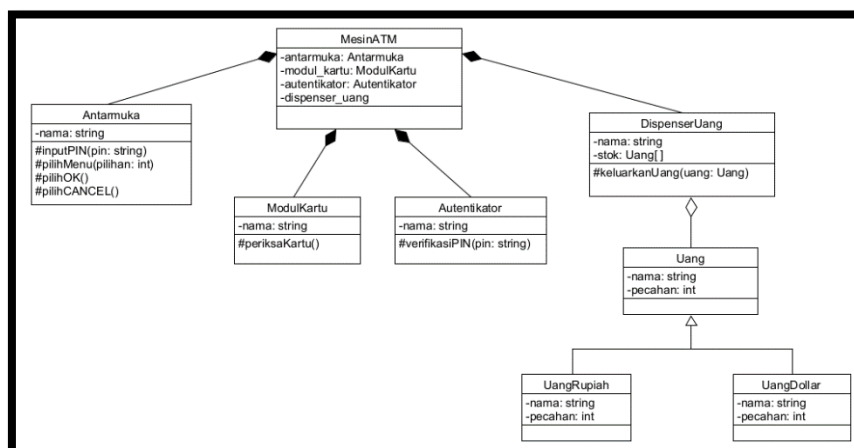 MesinATM
-antarmuka: Antarmuka
-modul_kartu: ModulKartu
-autentikator: Autentikator
-dispenser_uang
Antarmuka
-nama: string
#inputPIN(pin: string)
#pilihMenu(pilihan: int)
#pilihOK()
#pilihCANCEL()
DispenserUang
-nama: string
-stok: Uang[ ]
#keluarkanUang(uang: Uang)
ModulKartu
-nama: string
#periksaKartu()
Autentikator
-nama: string
#verifikasiPIN(pin: string)
Uang
-nama: string
-pecahan: int
UangRupiah
-nama: string
-pecahan: int
UangDollar
-nama: string
-pecahan: int